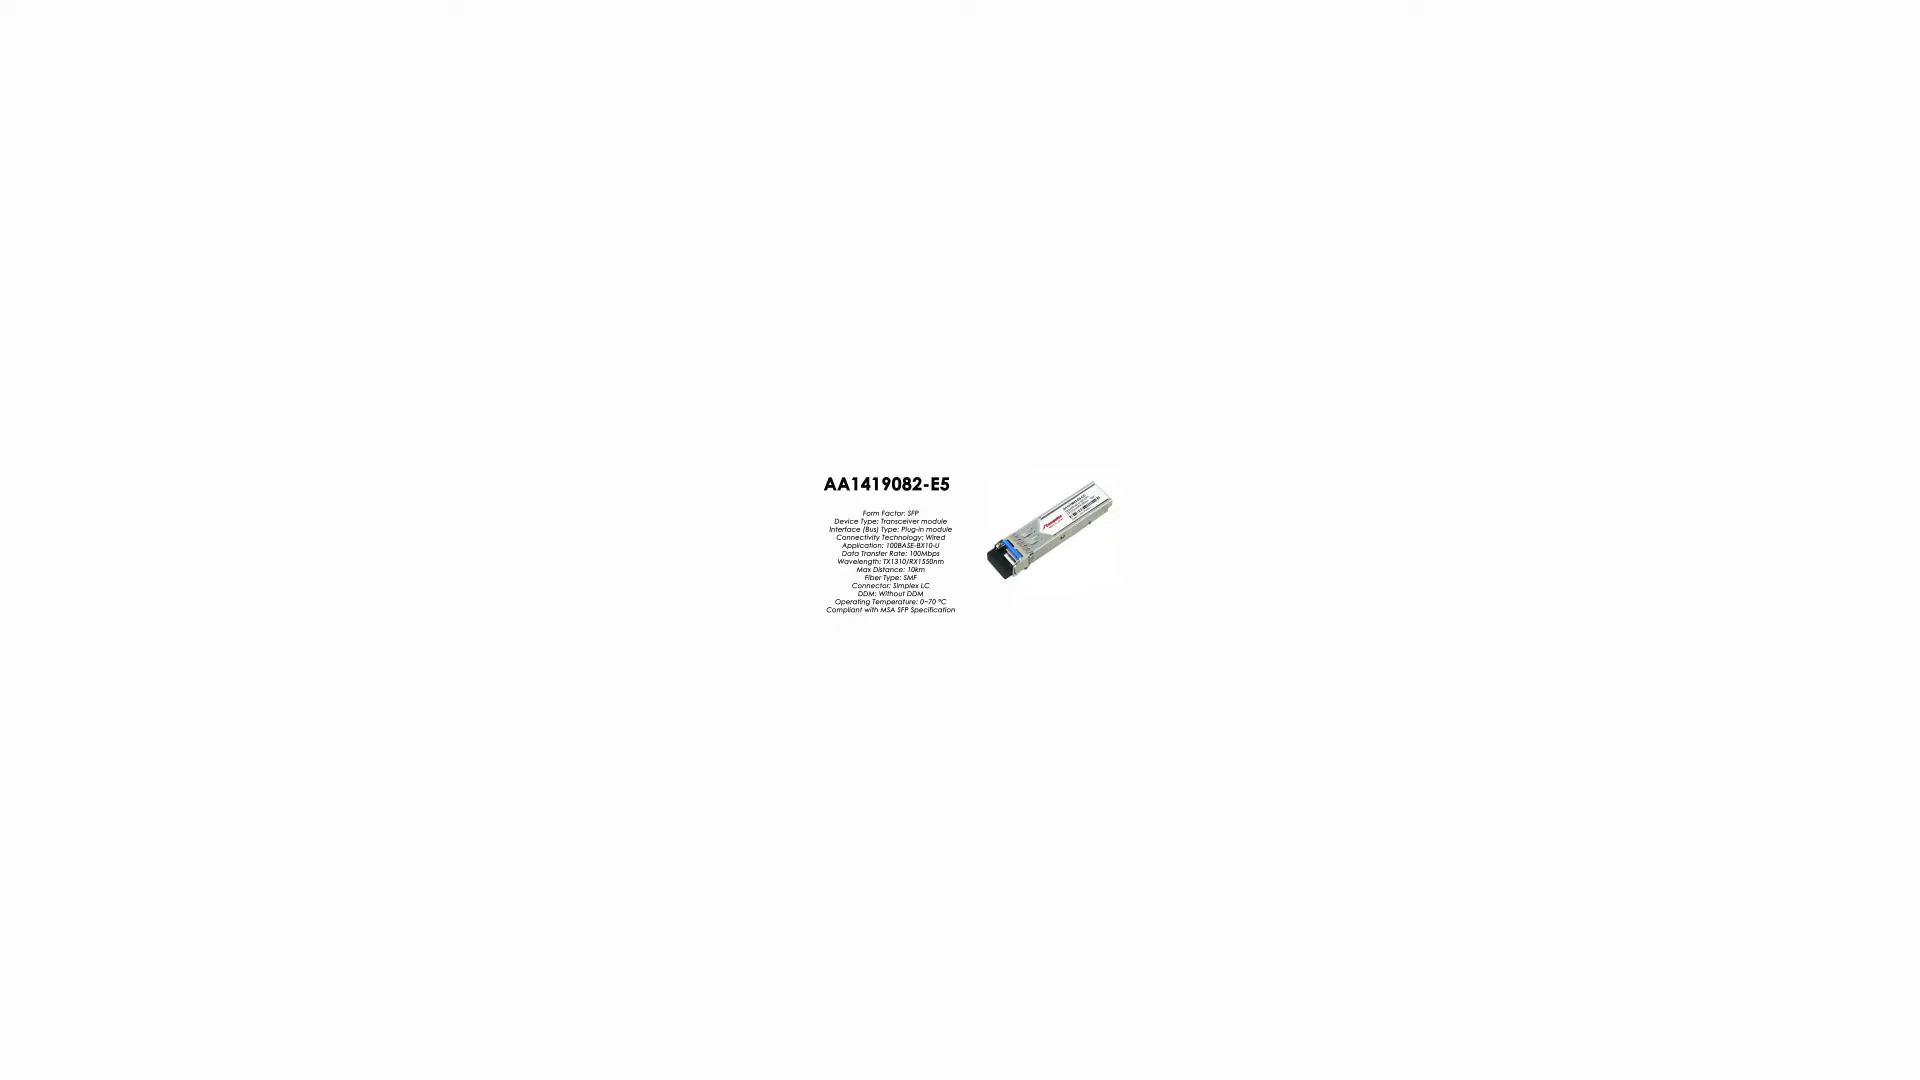 AA1419082-E5
Form Factor: SFP
Device Type: Transceiver module
Interface (Bus) Type: Plug-in module
Connectivity Technology: Wired
Application: 100BASE-BX10-U
Data Transfer Rate: 100Mbps
Wavelength: TX1310/RX1550nm
Max Distance: 10km
Fiber Type: SMF
Connector: Simplex LC
DDM: Without DDM
Operating Temperature: 0~70 °C
Compliant with MSA SFP Specification